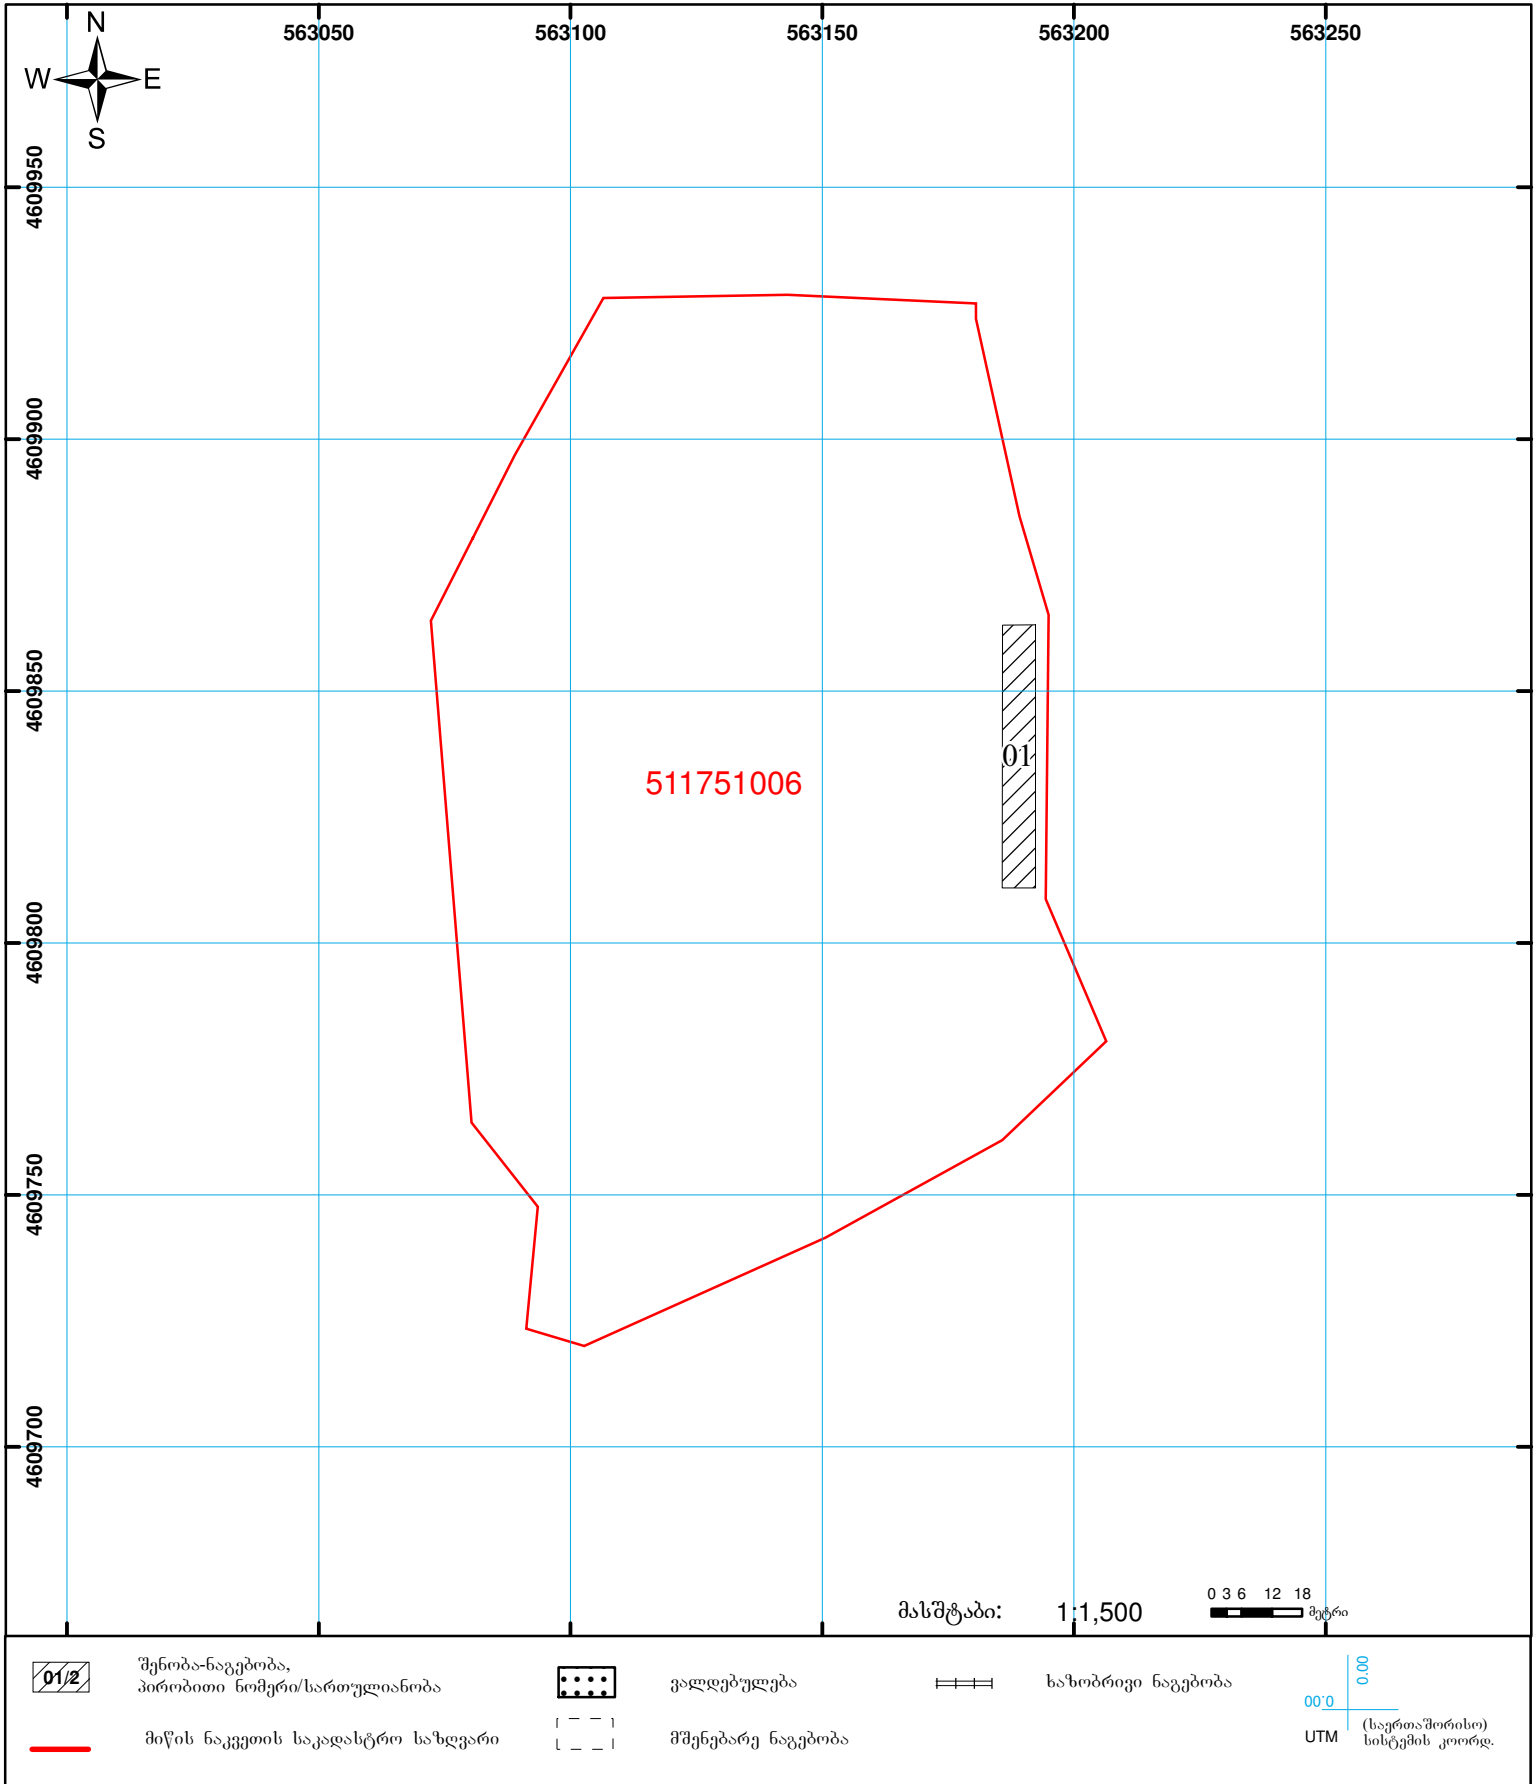 N
W E
S
563050 563100 563150 563200 563250
4609950
4609900
4609850
4609800
4609750
4609700
511751006
01
მასშტაბი: 1:1,500
0 3 6 12 18
მეტრი
01/2
შენობა-ნაგებობა,
პირობითი ნომერი/სართულიანობა
ვალდებულება
ხაზობრივი ნაგებობა
მიწის ნაკვეთის საკადასტრო საზღვარი
მშენებარე ნაგებობა
0.00
0.00
UTM
(საერთაშორისო)
სისტემის კოორდ.